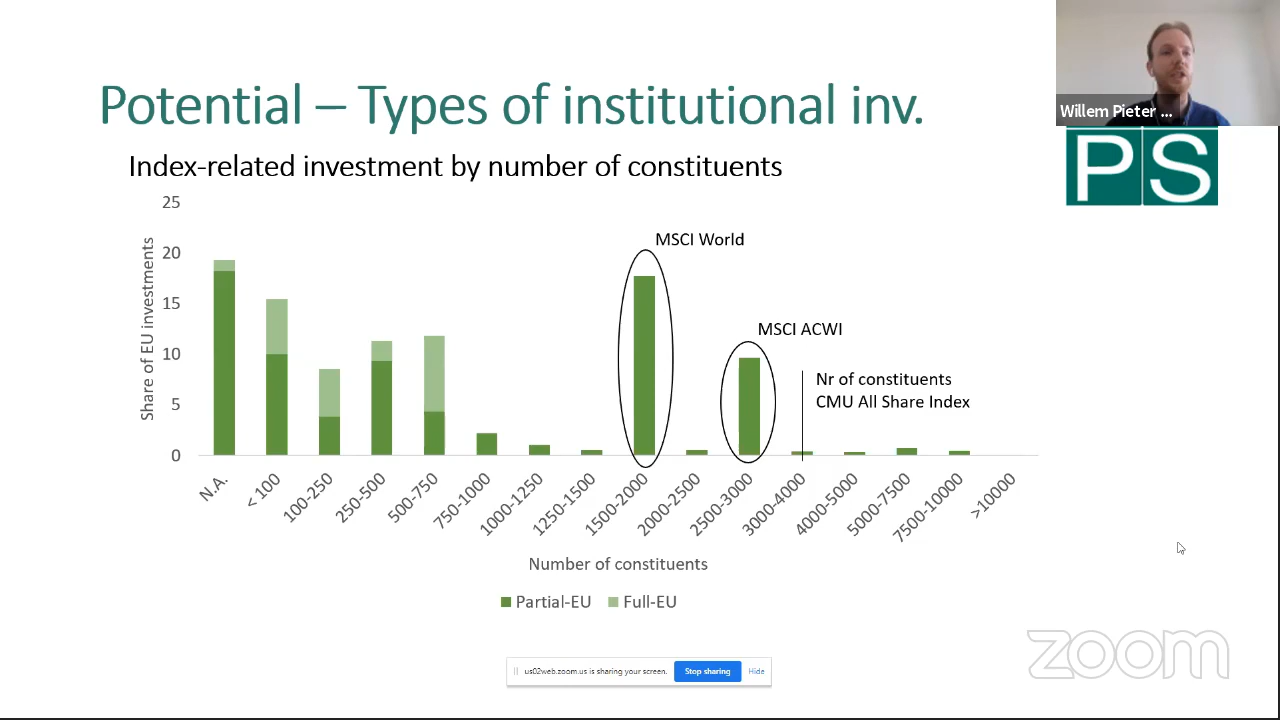 Potential – Types of institutional inv.
Willem Pieter ...
PS
Index-related investment by number of constituents
Share of EU investments
25
20
15
10
5
0
MSCI World
MSCI ACWI
Nr of constituents
CMU All Share Index
N.A.
< 100
100-250
250-500
500-750
750-1000
1000-1250
1250-1500
1500-2000
2000-2500
2500-3000
3000-4000
4000-5000
5000-7500
7500-10000
>10000
Number of constituents
Partial-EU
Full-EU
zoom
us02web.zoom.us is sharing your screen.
Stop sharing
Hide